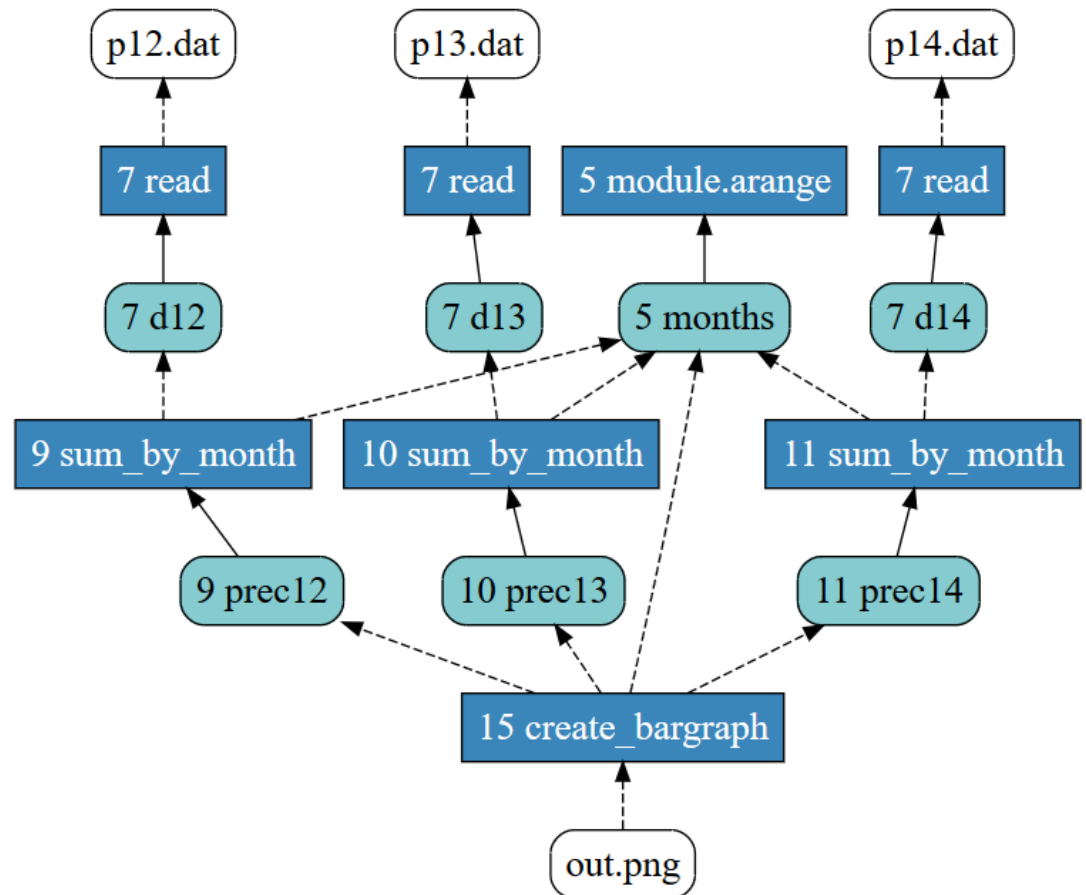 p12.dat
p13.dat
p14.dat
7 read
7 read
5 module.arange
7 read
7 d12
7 d13
5 months
7 d14
9 sum_by_month
10 sum_by_month
11 sum_by_month
9 prec12
10 prec13
11 prec14
15 create_bargraph
out.png